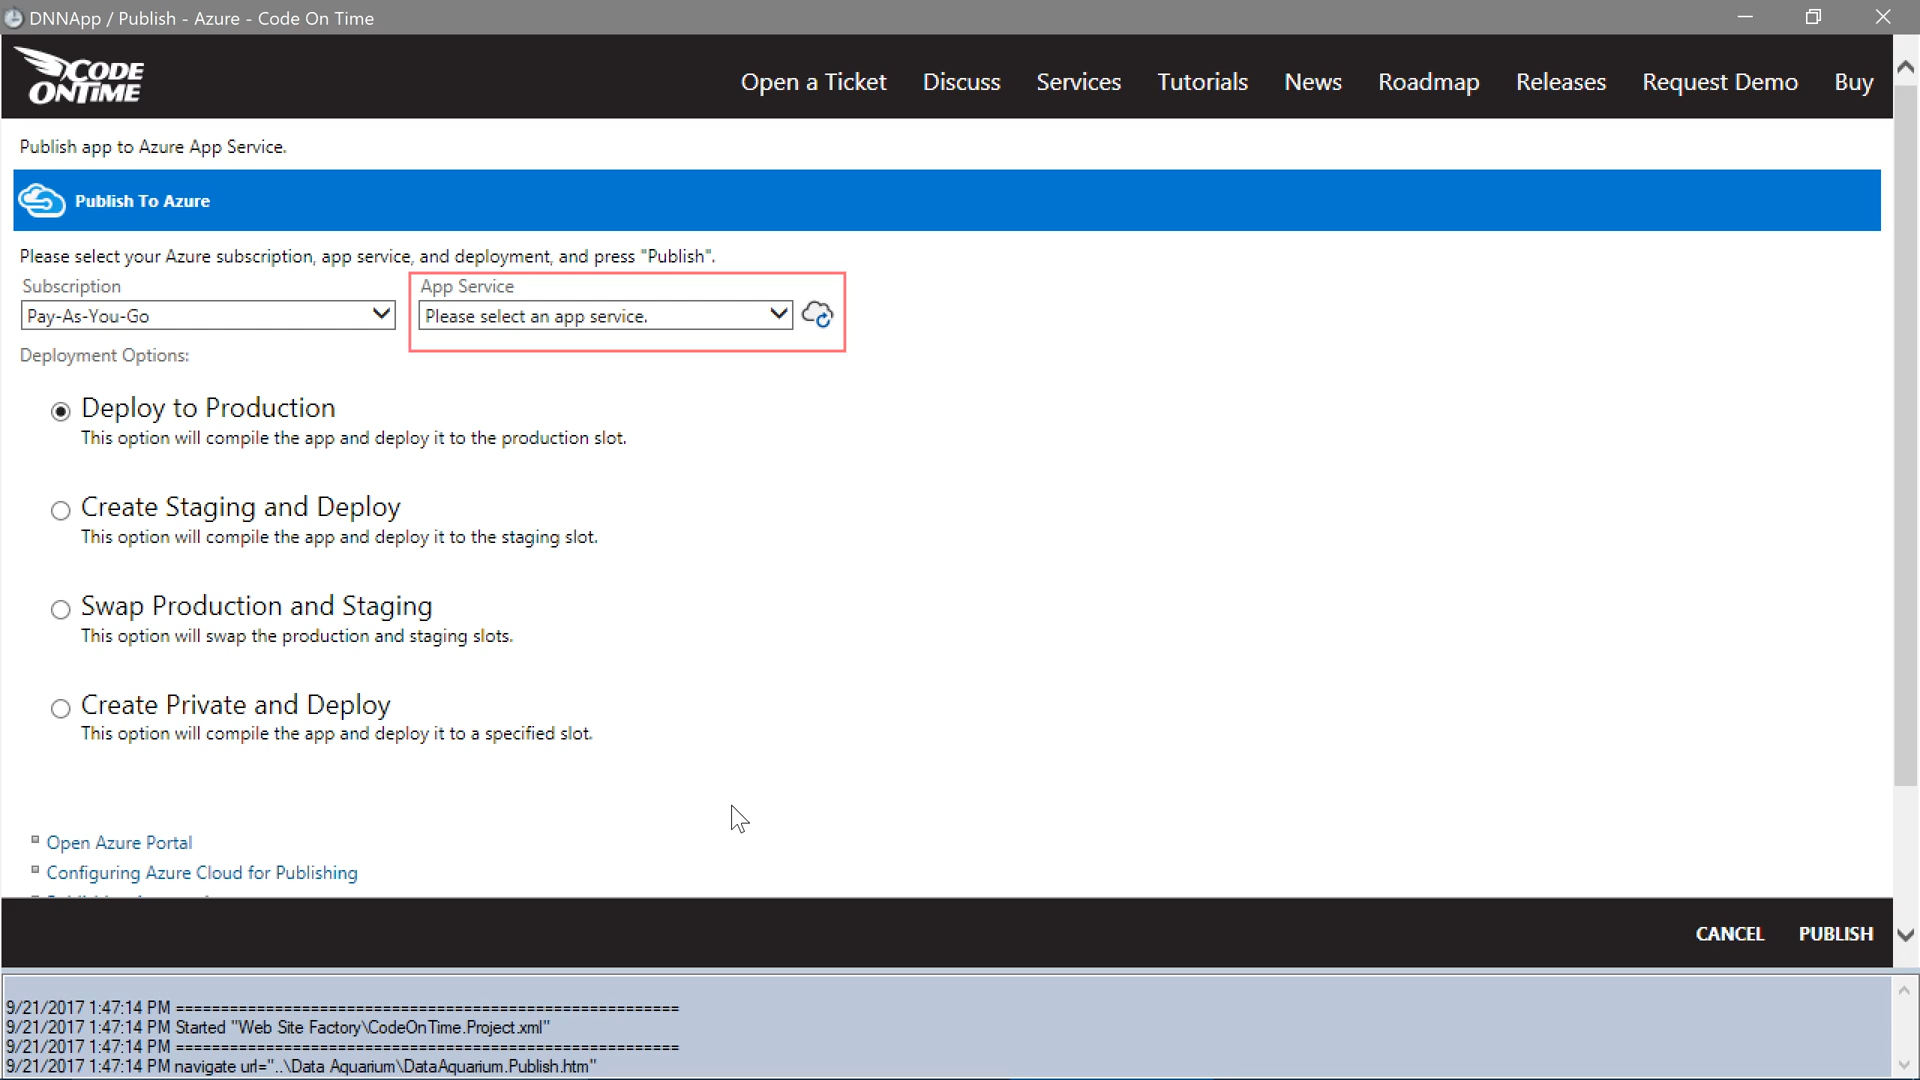 DNNApp / Publish - Azure - Code On Time
CODE ONTIME
Open a Ticket Discuss Services Tutorials News Roadmap Releases Request Demo Buy
Publish app to Azure App Service.
Publish To Azure
Please select your Azure subscription, app service, and deployment, and press "Publish".
Subscription App Service
Pay-As-You-Go Please select an app service.
Deployment Options:
Deploy to Production
This option will compile the app and deploy it to the production slot.
Create Staging and Deploy
This option will compile the app and deploy it to the staging slot.
Swap Production and Staging
This option will swap the production and staging slots.
Create Private and Deploy
This option will compile the app and deploy it to a specified slot.
Open Azure Portal
Configuring Azure Cloud for Publishing
CANCEL PUBLISH
9/21/2017 1:47:14 PM ========================================================
9/21/2017 1:47:14 PM Started "Web Site Factory\CodeOnTime.Project.xml"
9/21/2017 1:47:14 PM ========================================================
9/21/2017 1:47:14 PM navigate url="..\Data Aquarium\DataAquarium.Publish.htm"